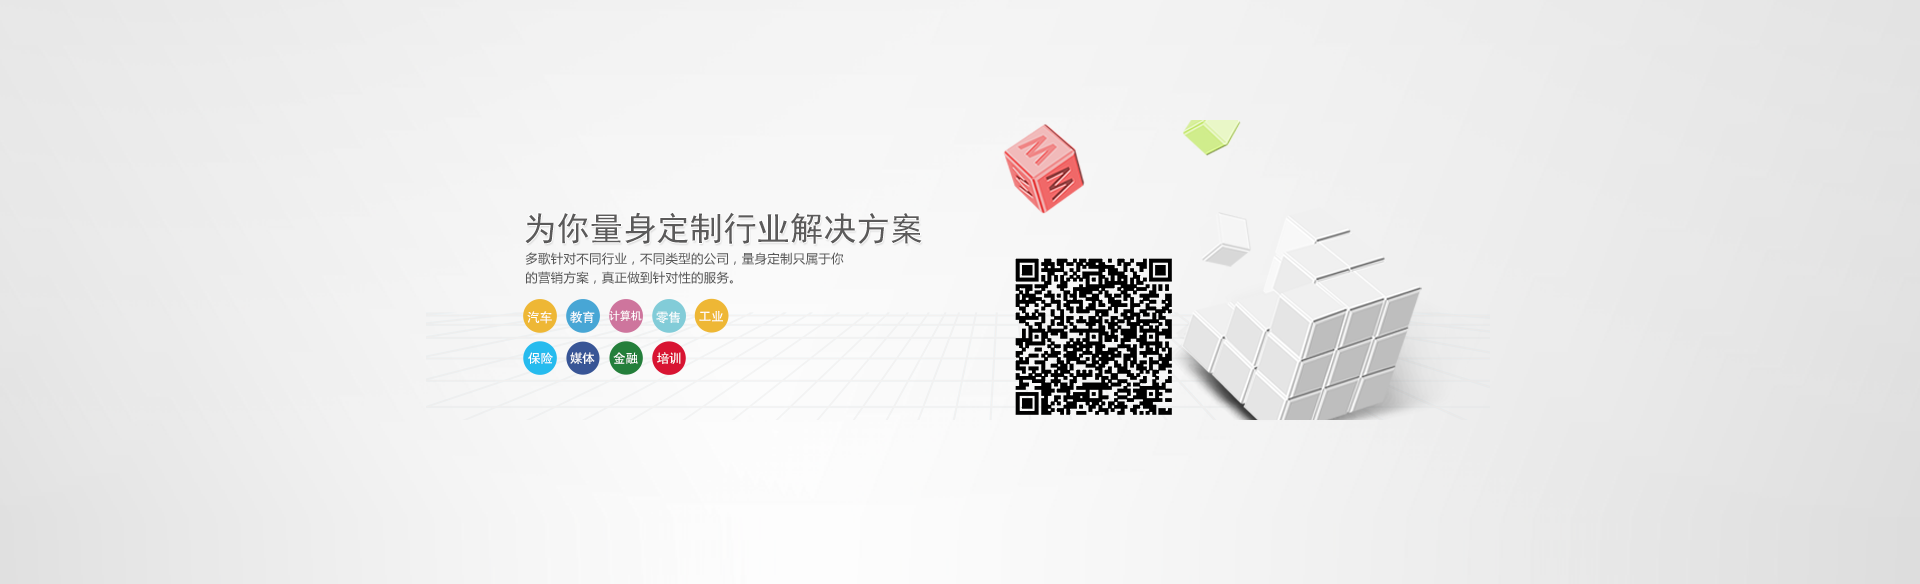 为你量身定制行业解决方案
多歌针对不同行业，不同类型的公司，量身定制只属于你
的营销方案，真正做到针对性的服务。
汽车 教育 计算机 零售 工业
保险 媒体 金融 培训
M
M
M